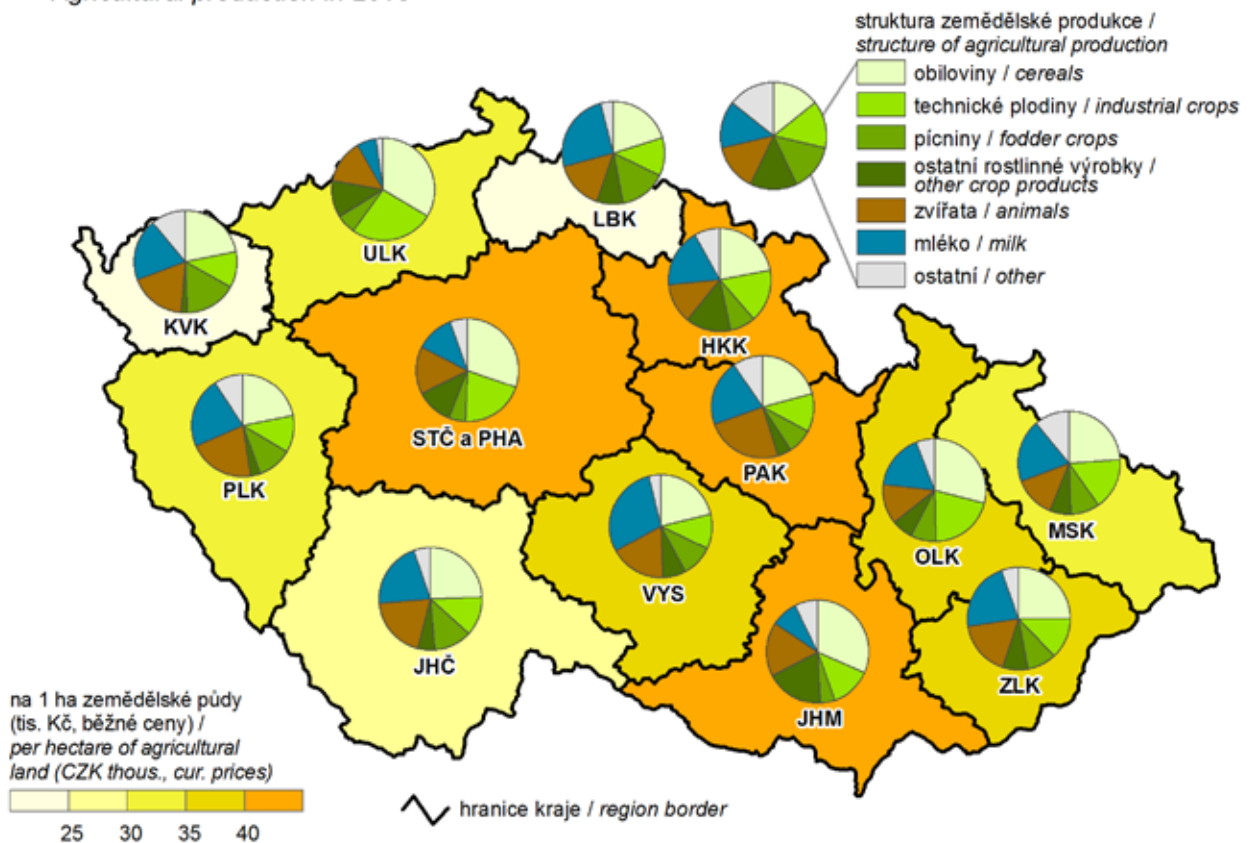 struktura zemědělské produkce /
structure of agricultural production
obiloviny / cereals
technické plodiny / industrial crops
pícniny / fodder crops
ostatní rostlinné výrobky /
other crop products
zvířata / animals
mléko / milk
ostatní / other
LBK
ULK
KVK
HKK
STČ a PHA
PAK
PLK
MSK
OLK
VYS
JHČ
ZLK
JHM
na 1 ha zemědělské půdy
(tis. Kč, běžné ceny) /
per hectare of agricultural
land (CZK thous., cur. prices)
25 30 35 40
hranice kraje / region border